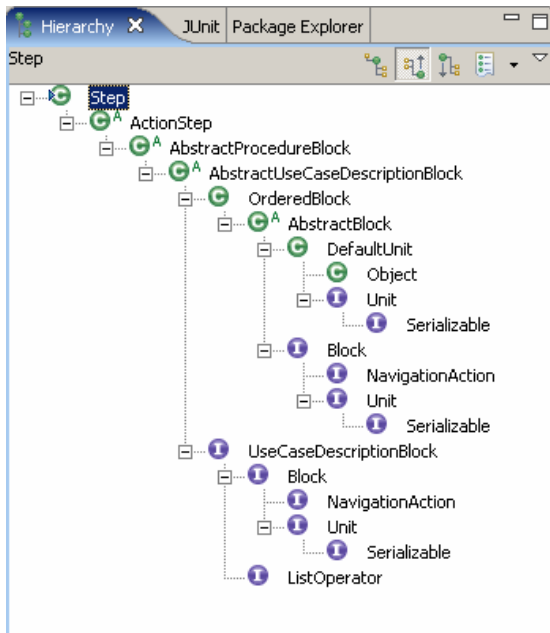 Hierarchy JUnit Package Explorer
Step
Step
A ActionStep
A AbstractProcedureBlock
A AbstractUseCaseDescriptionBlock
OrderedBlock
A AbstractBlock
DefaultUnit
Object
Unit
Serializable
Block
NavigationAction
Unit
Serializable
UseCaseDescriptionBlock
Block
NavigationAction
Unit
Serializable
ListOperator